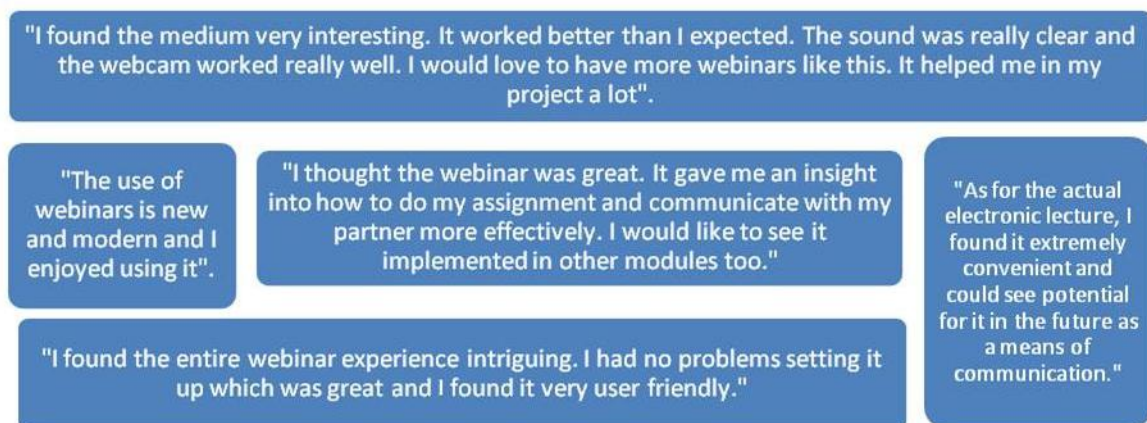 "I found the medium very interesting. It worked better than I expected. The sound was really clear and
the webcam worked really well. I would love to have more webinars like this. It helped me in my
project a lot".
"The use of
webinars is new
and modern and I
enjoyed using it".
"I thought the webinar was great. It gave me an insight
into how to do my assignment and communicate with my
partner more effectively. I would like to see it
implemented in other modules too."
"As for the actual
electronic lecture, I
found it extremely
convenient and
could see potential
for it in the future as
a means of
communication."
"I found the entire webinar experience intriguing. I had no problems setting it
up which was great and I found it very user friendly."